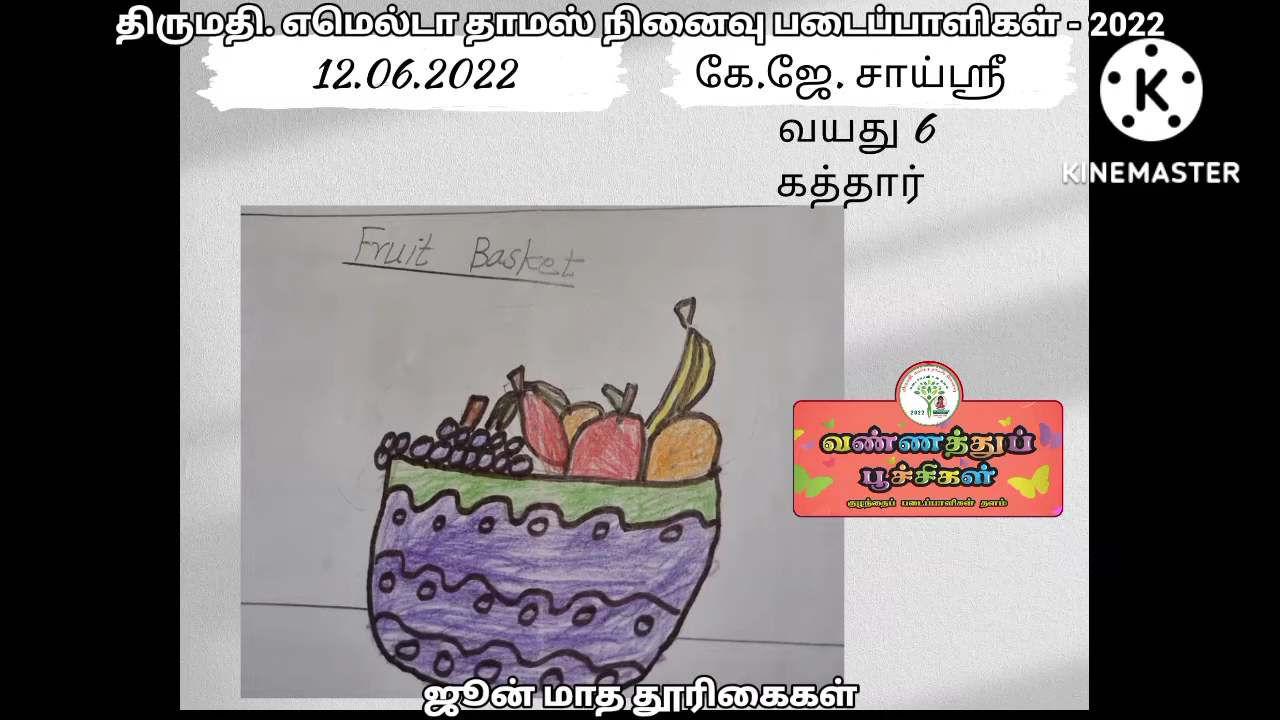 திருமதி. எமெல்டா தாமஸ் நினைவு படைப்பாளிகள் - 2022
12.06.2022
கே.ஜே. சாய்ஸ்ரீ
வயது 6
கத்தார்
K
KINEMASTER
Fruit Basket
2022
வண்ணத்துப்
பூச்சிகள்
குழந்தைப் படைப்பாளிகள் தளம்
ஜூன் மாத தூரிகைகள்